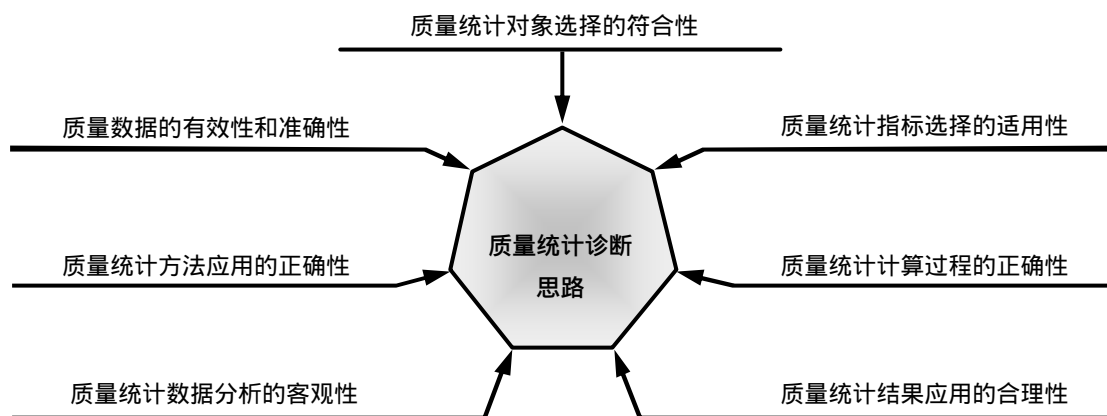 质量统计对象选择的符合性
质量数据的有效性和准确性
质量统计指标选择的适用性
质量统计诊断
思路
质量统计方法应用的正确性
质量统计计算过程的正确性
质量统计数据分析的客观性
质量统计结果应用的合理性